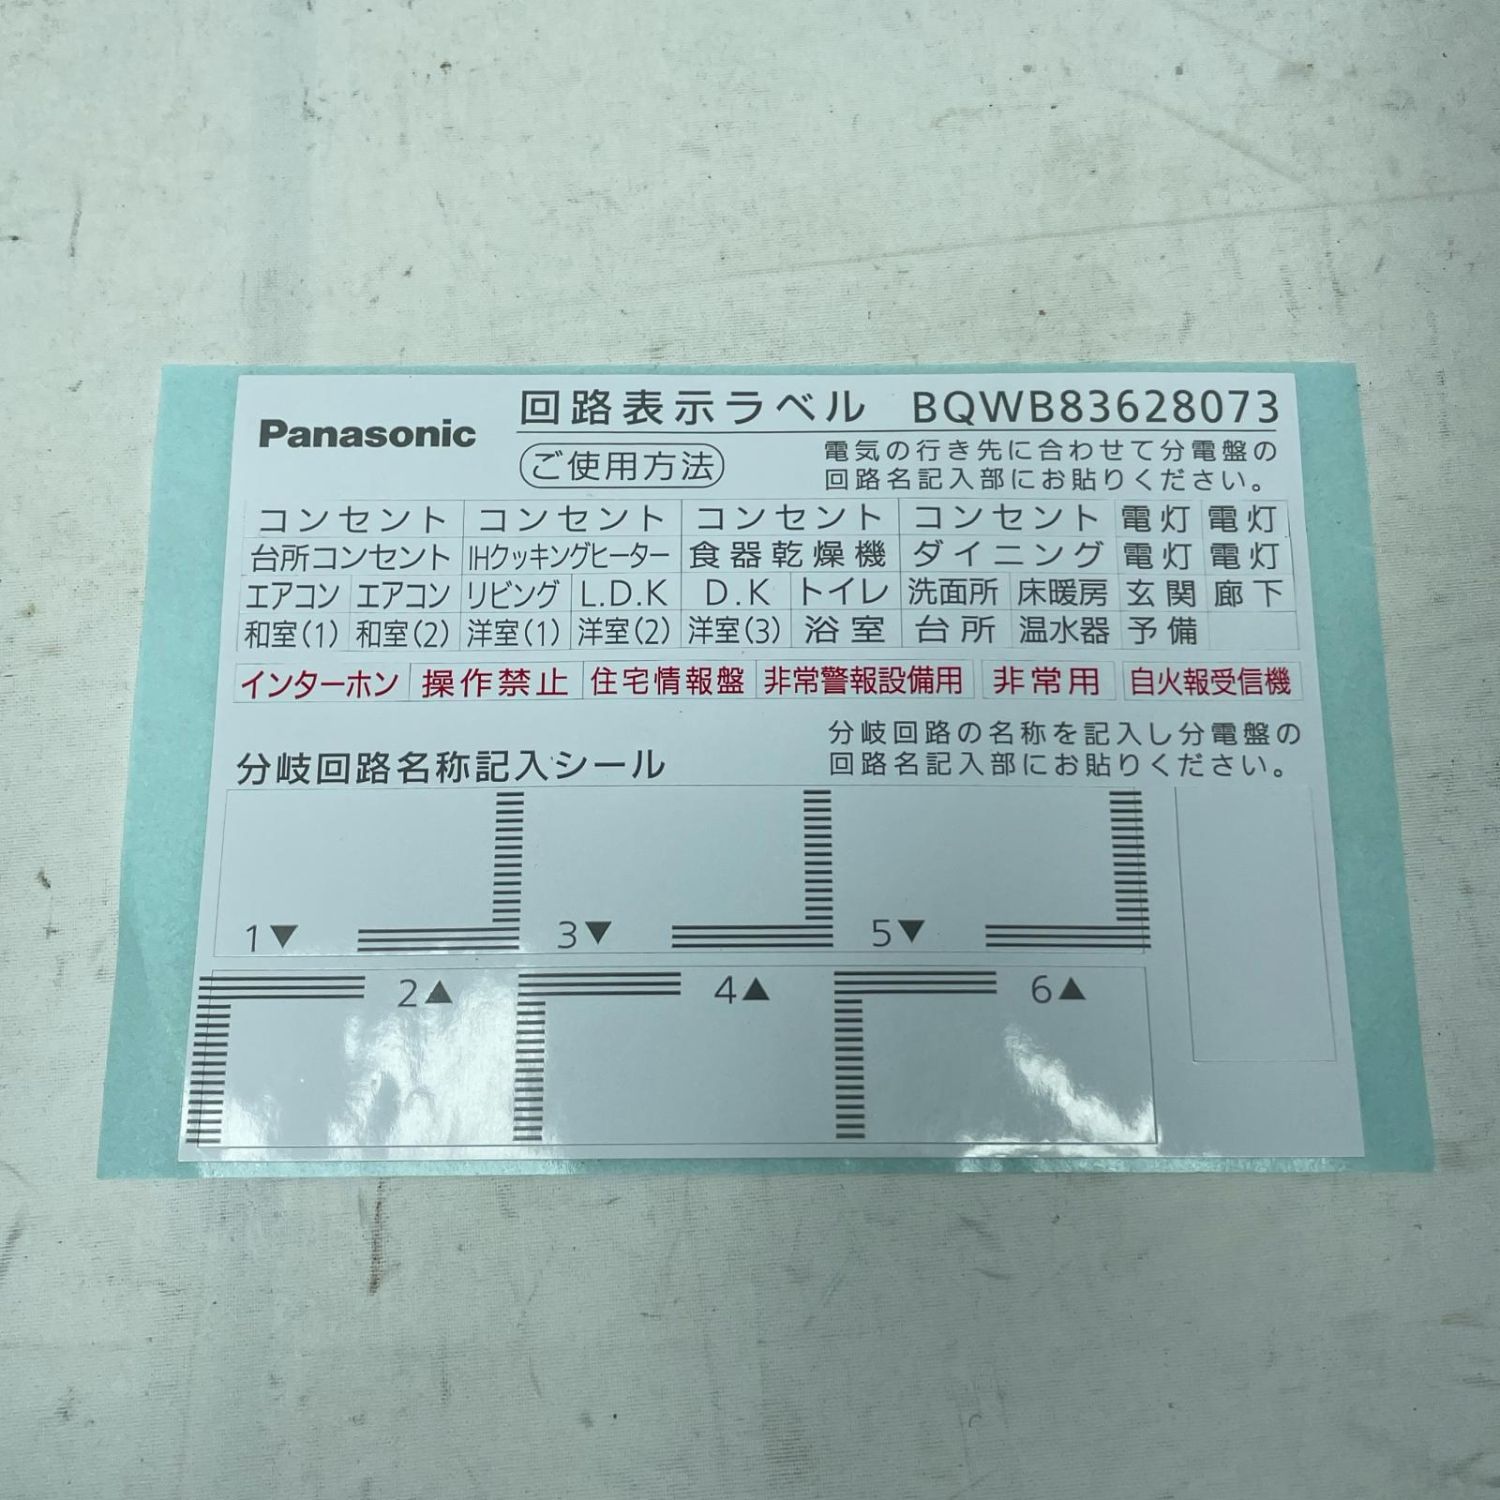 Panasonic
回路表示ラベル BQWB83628073
ご使用方法
電気の行き先に合わせて分電盤の
回路名記入部にお貼りください。
コンセント コンセント コンセント コンセント 電灯 電灯
台所コンセント IHクッキングヒーター 食器乾燥機 ダイニング 電灯 電灯
エアコン エアコン リビング L.D.K D.K トイレ 洗面所 床暖房 玄関 廊下
和室(1) 和室(2) 洋室(1) 洋室(2) 洋室(3) 浴室 台所 温水器 予備
インターホン 操作禁止 住宅情報盤 非常警報設備用 非常用 自火報受信機
分岐回路名称記入シール
分岐回路の名称を記入し分電盤の
回路名記入部にお貼りください。
1▼ 3▼ 5▼
2▲ 4▲ 6▲